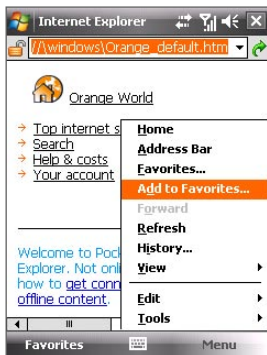 Internet Explorer
//\windows\Orange_default.htm
Orange World
Top internet s
Search
Help & costs
Your account
Home
Address Bar
Favorites...
Add to Favorites...
Forward
Refresh
History...
View
Edit
Tools
Welcome to Pock
Explorer. Not onli
how to get conn
offline content.
Favorites
Menu